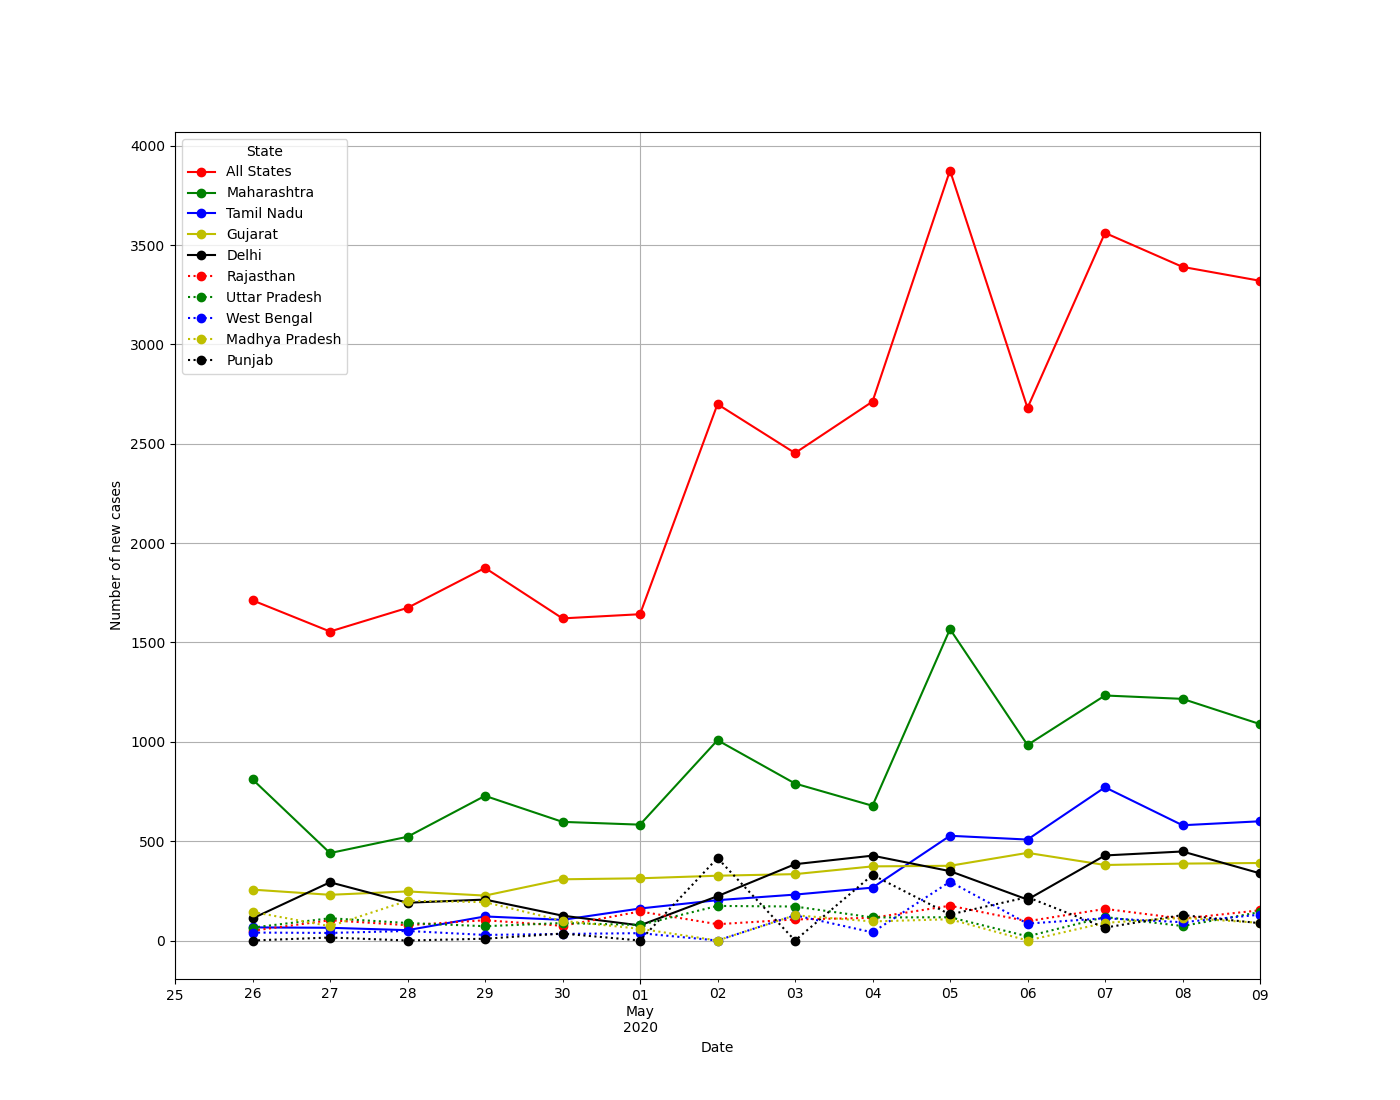 State
All States
Maharashtra
Tamil Nadu
Gujarat
Delhi
Rajasthan
Uttar Pradesh
West Bengal
Madhya Pradesh
Punjab
4000
3500
3000
2500
2000
1500
1000
500
0
Number of new cases
25 26 27 28 29 30 01 02 03 04 05 06 07 08 09
May
2020
Date